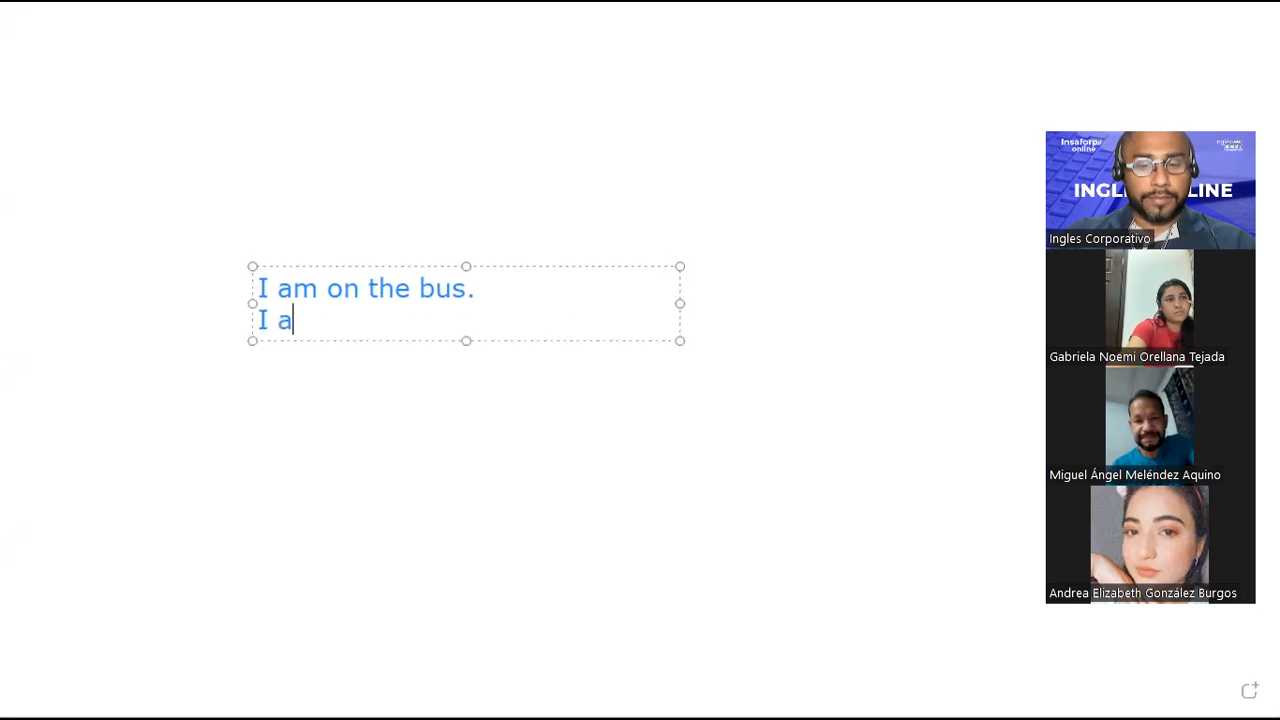 Insaforp
online
INGL LINE
Ingles Corporativo
I am on the bus.
I a
Gabriela Noemi Orellana Tejada
Miguel Ángel Meléndez Aquino
Andrea Elizabeth González Burgos